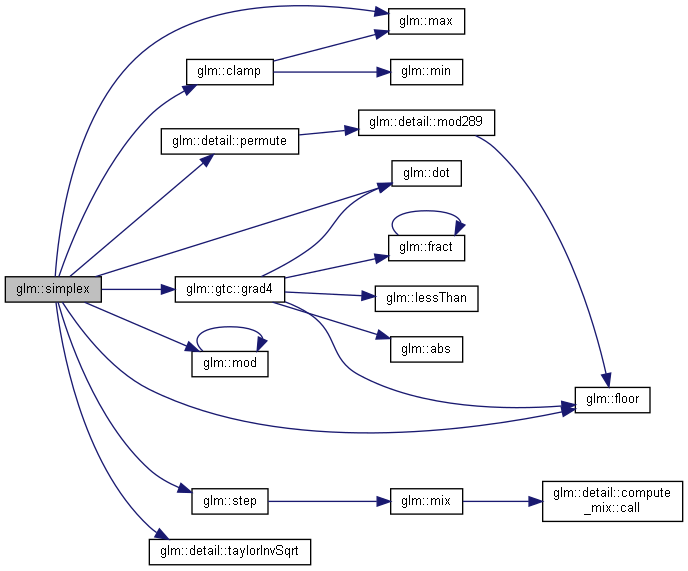 glm::max
glm::clamp
glm::min
glm::detail::mod289
glm::detail::permute
glm::dot
glm::fract
glm::simplex
glm::gtc::grad4
glm::lessThan
glm::abs
glm::mod
glm::floor
glm::step
glm::mix
glm::detail::compute
_mix::call
glm::detail::taylorInvSqrt